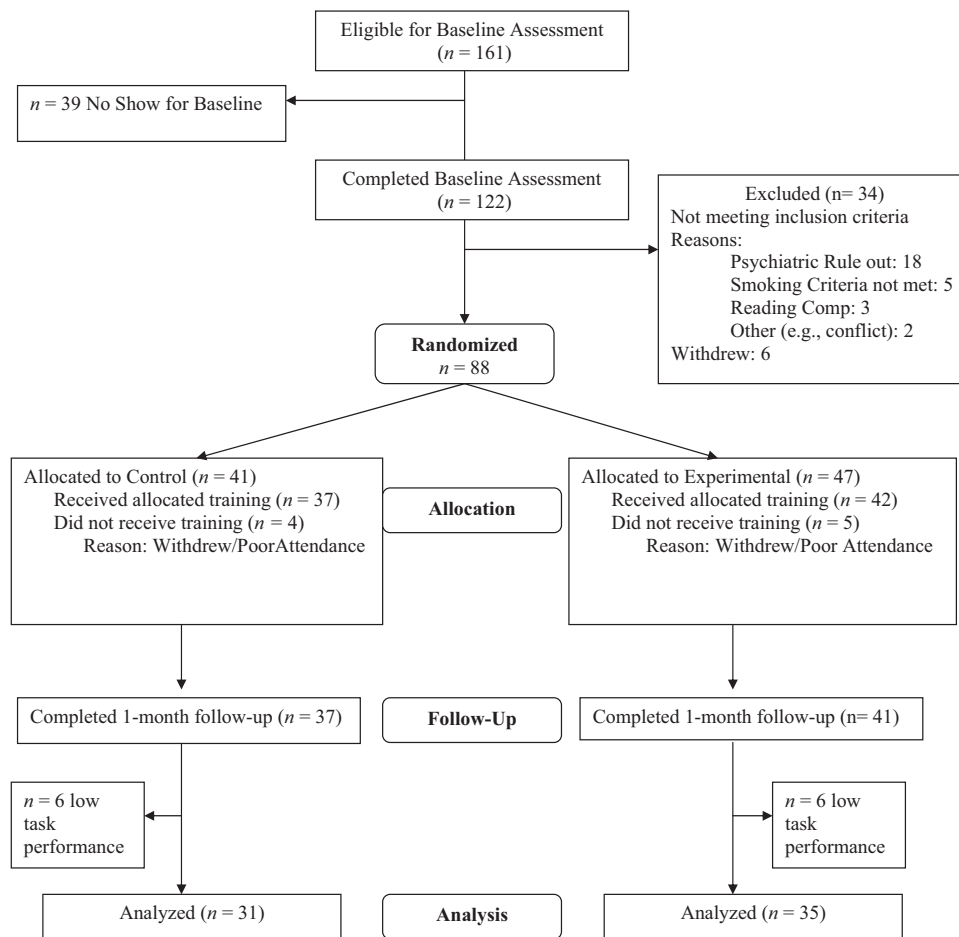 Eligible for Baseline Assessment
(n = 161)
n = 39 No Show for Baseline
Completed Baseline Assessment
(n = 122)
Excluded (n= 34)
Not meeting inclusion criteria
Reasons:
Psychiatric Rule out: 18
Smoking Criteria not met: 5
Reading Comp: 3
Other (e.g., conflict): 2
Withdrew: 6
Randomized
n = 88
Allocated to Control (n = 41)
Received allocated training (n = 37)
Did not receive training (n = 4)
Reason: Withdrew/PoorAttendance
Allocation
Allocated to Experimental (n = 47)
Received allocated training (n = 42)
Did not receive training (n = 5)
Reason: Withdrew/Poor Attendance
Completed 1-month follow-up (n = 37)
Follow-Up
Completed 1-month follow-up (n= 41)
n = 6 low
task
performance
n = 6 low
task
performance
Analyzed (n = 31)
Analysis
Analyzed (n = 35)